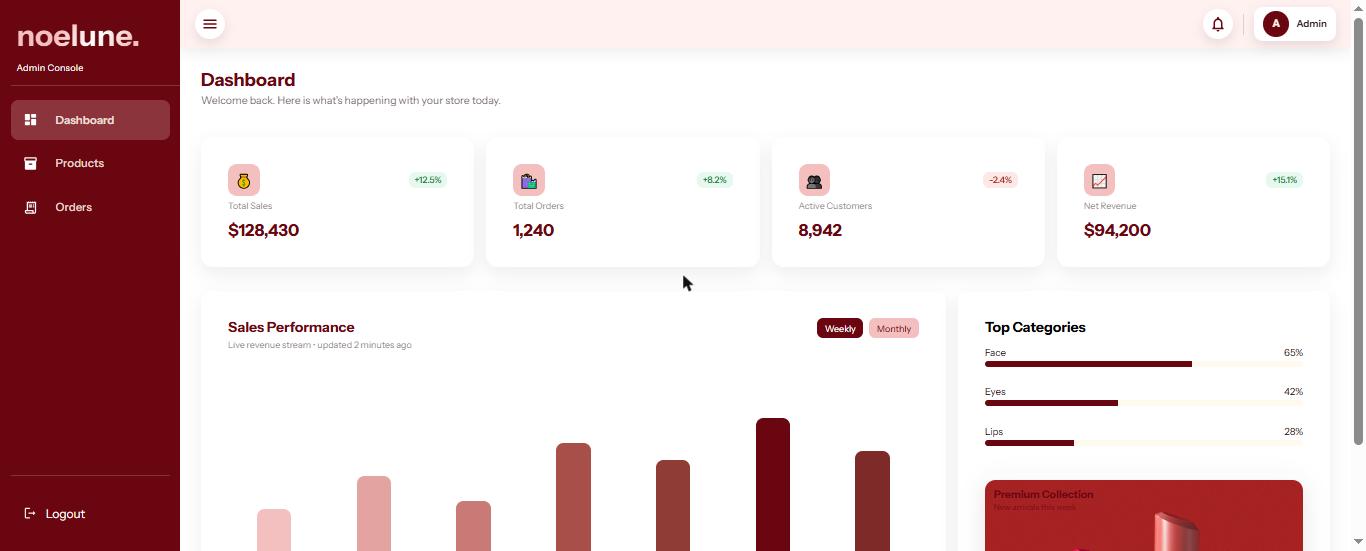 noelune.
Admin Console
Dashboard
Products
Orders
Logout
A
Admin
Dashboard
Welcome back. Here is what's happening with your store today.
+12.5%
Total Sales
$128,430
+8.2%
Total Orders
1,240
-2.4%
Active Customers
8,942
+15.1%
Net Revenue
$94,200
Sales Performance
Live revenue stream • updated 2 minutes ago
Weekly
Monthly
Top Categories
Face 65%
Eyes 42%
Lips 28%
Premium Collection
New arrivals this week